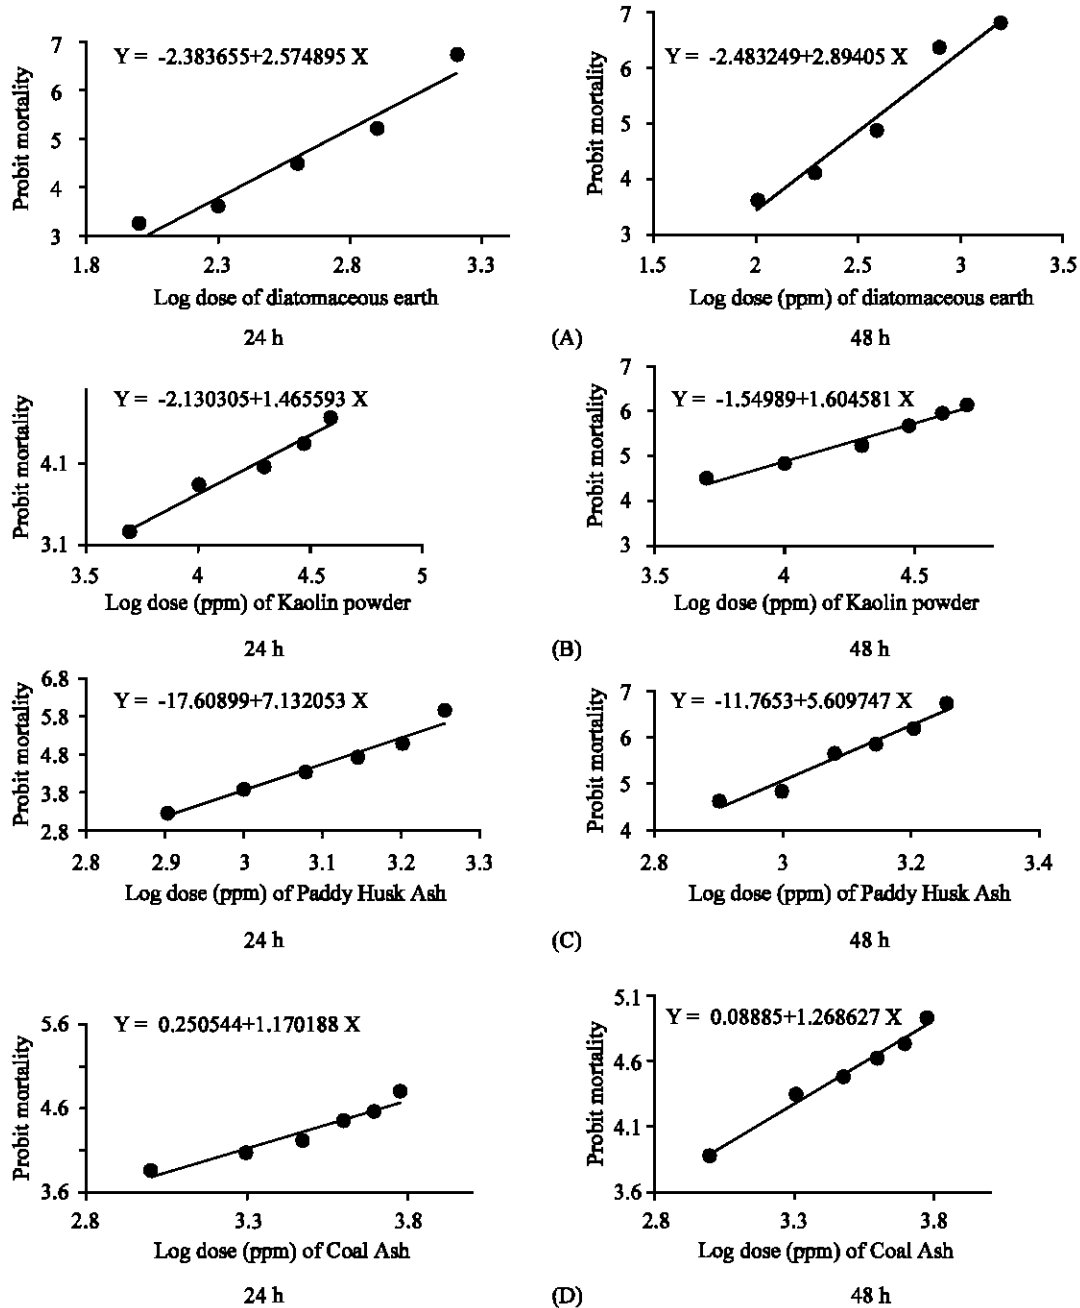 Y = -2.383655+2.574895 X
Probit mortality
7
6
5
4
3
1.8 2.3 2.8 3.3
Log dose of diatomaceous earth
24 h
Y = -2.483249+2.89405 X
Probit mortality
7
6
5
4
3
1.5 2 2.5 3 3.5
Log dose (ppm) of diatomaceous earth
48 h
(A)
Y = -2.130305+1.465593 X
Probit mortality
4.1
3.1
3.5 4 4.5 5
Log dose (ppm) of Kaolin powder
24 h
Y = -1.54989+1.604581 X
Probit mortality
7
6
5
4
3
3.5 4 4.5
Log dose (ppm) of Kaolin powder
48 h
(B)
Y = -17.60899+7.132053 X
Probit mortality
6.8
5.8
4.8
3.8
2.8
2.8 2.9 3 3.1 3.2 3.3
Log dose (ppm) of Paddy Husk Ash
24 h
Y = -11.7653+5.609747 X
Probit mortality
7
6
5
4
2.8 3 3.2 3.4
Log dose (ppm) of Paddy Husk Ash
48 h
(C)
Y = 0.250544+1.170188 X
Probit mortality
5.6
4.6
3.6
2.8 3.3 3.8
Log dose (ppm) of Coal Ash
24 h
Y = 0.08885+1.268627 X
Probit mortality
5.1
4.6
4.1
3.6
2.8 3.3 3.8
Log dose (ppm) of Coal Ash
48 h
(D)